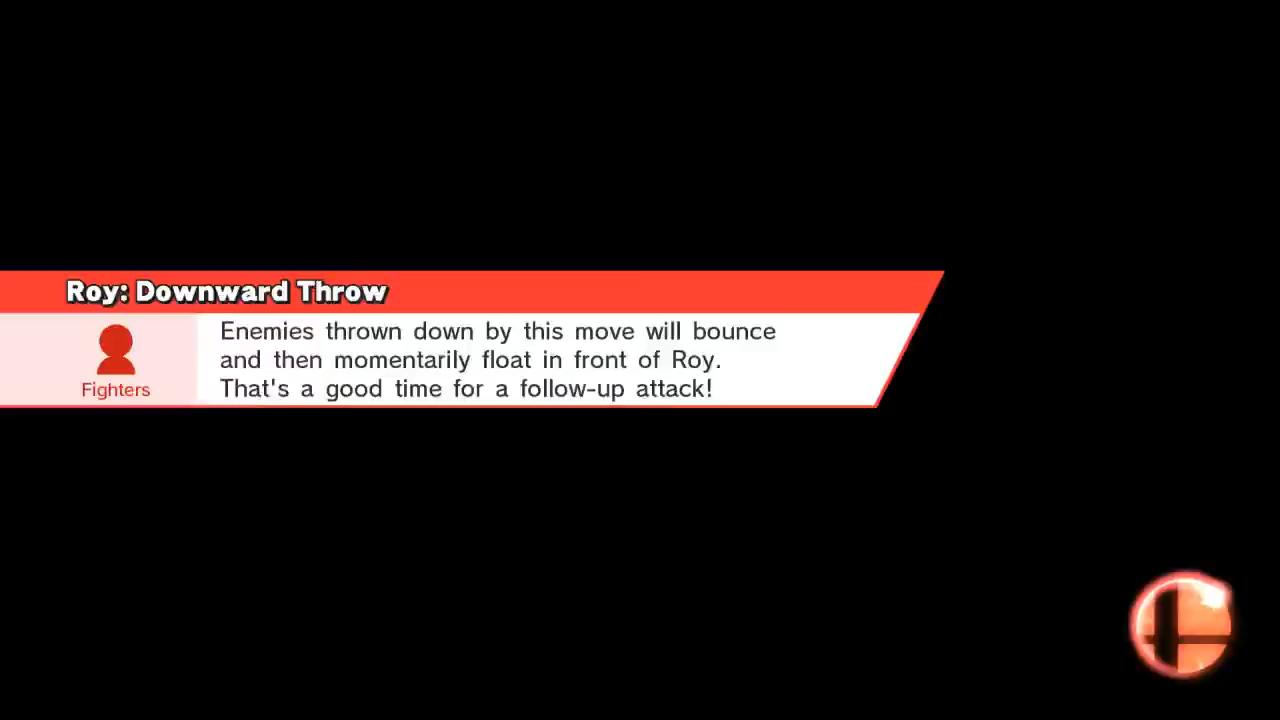 Roy: Downward Throw
Enemies thrown down by this move will bounce
and then momentarily float in front of Roy.
That's a good time for a follow-up attack!
Fighters